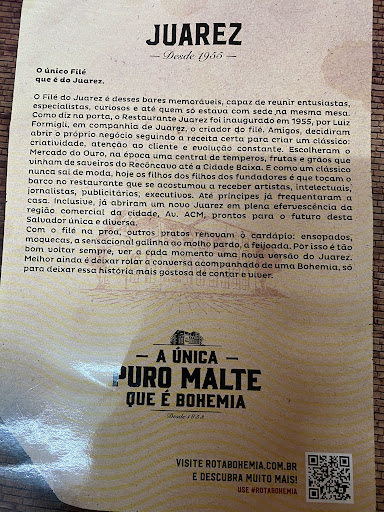 JUAREZ
Desde 1955
O único Filé
que é do Juarez.
O Filé do Juarez é desses bares memoráveis, capaz de reunir entusiastas,
especialistas, curiosos e até quem só estava com sede na mesma mesa.
Como diz na porta, o Restaurante Juarez foi inaugurado em 1955, por Luiz
Formigli, em companhia de Juarez, o criador do filé. Amigos, decidiram
abrir o próprio negócio seguindo a receita certa para criar um clássico:
criatividade, atenção ao cliente e evolução constante. Escolheram o
Mercado do Ouro, na época uma central de temperos, frutas e grãos que
vinham de saveiros do Recôncavo até a Cidade Baixa. E como um clássico
nunca sai de moda, hoje os filhos dos filhos dos fundadores é que tocam o
barco no restaurante que se acostumou a receber artistas, intelectuais,
jornalistas, publicitários, executivos. Até príncipes já frequentaram a
casa. Inclusive, já abriram um novo Juarez em plena efervescência da
região comercial da cidade, Av. ACM, prontos para o futuro desta
Salvador única e diversa.
Com o filé na proa, outros pratos renovam o cardápio: ensopados,
moquecas, a sensacional galinha ao molho pardo, a feijoada. Por isso é tão
bom voltar sempre, ver a cada momento uma nova versão do Juarez.
Melhor ainda é deixar rolar a conversa acompanhado de uma Bohemia, só
para deixar essa história mais gostosa de contar e viver.
A ÚNICA
PURO MALTE
QUE É BOHEMIA
Desde 1853
VISITE ROTABOHEMIA.COM.BR
E DESCUBRA MUITO MAIS!
USE #ROTABOHEMIA